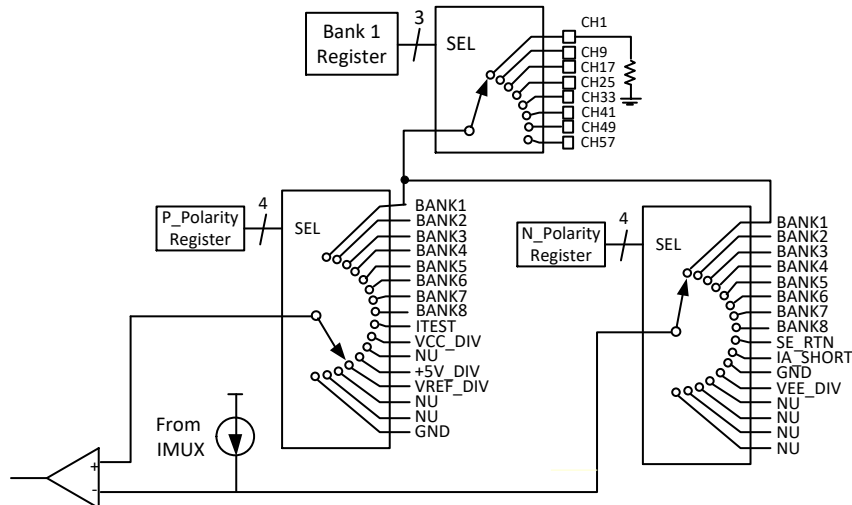 Bank 1
Register
3
SEL
CH1
CH9
CH17
CH25
CH33
CH41
CH49
CH57
P_Polarity
Register
4
SEL
BANK1
BANK2
BANK3
BANK4
BANK5
BANK6
BANK7
BANK8
ITEST
VCC_DIV
NU
+5V_DIV
VREF_DIV
NU
NU
GND
N_Polarity
Register
4
SEL
BANK1
BANK2
BANK3
BANK4
BANK5
BANK6
BANK7
BANK8
SE_RTN
IA_SHORT
GND
VEE_DIV
NU
NU
NU
NU
From
IMUX
+
-